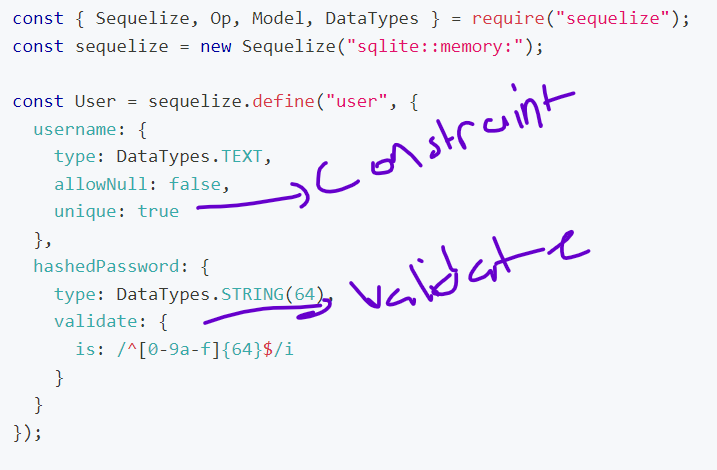 const { Sequelize, Op, Model, DataTypes } = require("sequelize");
const sequelize = new Sequelize("sqlite::memory:");
const User = sequelize.define("user", {
username: {
type: DataTypes.TEXT,
allowNull: false,
unique: true
Constraint
},
hashedPassword: {
type: DataTypes.STRING(64),
validate: {
Validate
is: /^[0-9a-f]{64}$/i
}
}
});